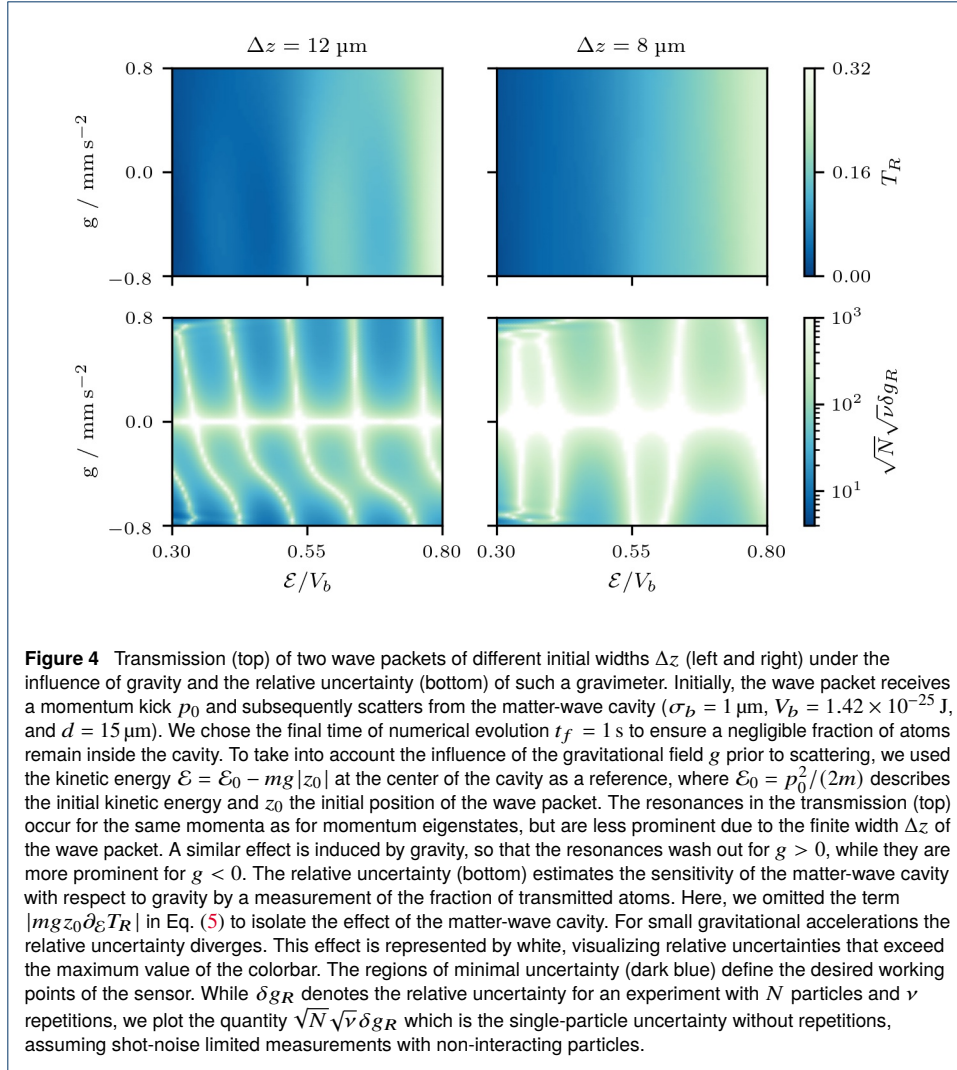 Δz = 12 µm
Δz = 8 µm
0.8
0.0
−0.8
g / mm s⁻²
0.32
0.16
0.00
T_R
0.8
0.0
−0.8
g / mm s⁻²
10³
10²
10¹
√N√νδg_R
0.30
0.55
0.80
0.30
0.55
0.80
ℰ/V_b
ℰ/V_b
Figure 4 Transmission (top) of two wave packets of different initial widths Δz (left and right) under the
influence of gravity and the relative uncertainty (bottom) of such a gravimeter. Initially, the wave packet receives
a momentum kick p₀ and subsequently scatters from the matter-wave cavity (σ_b = 1 µm, V_b = 1.42 × 10⁻²⁵ J,
and d = 15 µm). We chose the final time of numerical evolution t_f = 1 s to ensure a negligible fraction of atoms
remain inside the cavity. To take into account the influence of the gravitational field g prior to scattering, we used
the kinetic energy ℰ = ℰ₀ − mg|z₀| at the center of the cavity as a reference, where ℰ₀ = p₀²/(2m) describes
the initial kinetic energy and z₀ the initial position of the wave packet. The resonances in the transmission (top)
occur for the same momenta as for momentum eigenstates, but are less prominent due to the finite width Δz of
the wave packet. A similar effect is induced by gravity, so that the resonances wash out for g > 0, while they are
more prominent for g < 0. The relative uncertainty (bottom) estimates the sensitivity of the matter-wave cavity
with respect to gravity by a measurement of the fraction of transmitted atoms. Here, we omitted the term
|mgz₀∂_ℰT_R| in Eq. (5) to isolate the effect of the matter-wave cavity. For small gravitational accelerations the
relative uncertainty diverges. This effect is represented by white, visualizing relative uncertainties that exceed
the maximum value of the colorbar. The regions of minimal uncertainty (dark blue) define the desired working
points of the sensor. While δg_R denotes the relative uncertainty for an experiment with N particles and ν
repetitions, we plot the quantity √N√νδg_R which is the single-particle uncertainty without repetitions,
assuming shot-noise limited measurements with non-interacting particles.